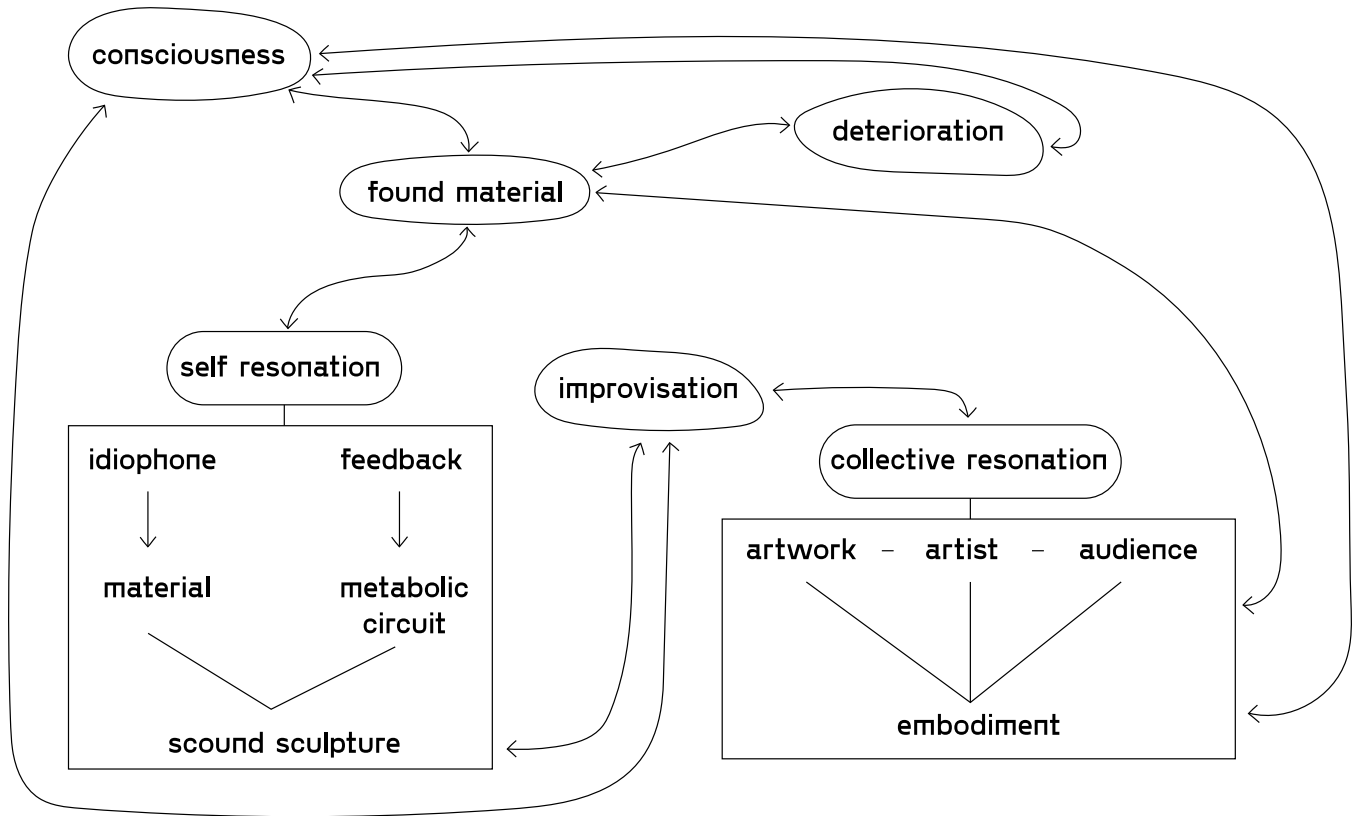 consciousness
deterioration
found material
self resonation
improvisation
idiophone
feedback
collective resonation
artwork – artist – audience
material
metabolic
circuit
embodiment
scound sculpture